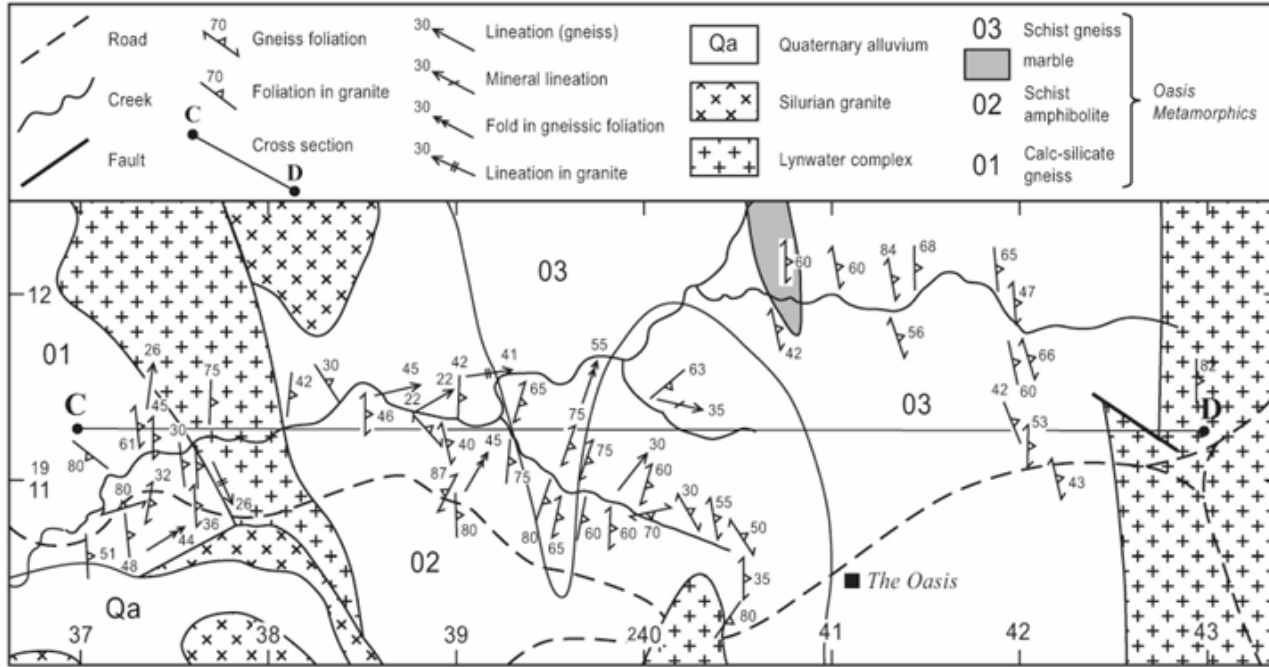 70
Road
Gneiss foliation
30
Lineation (gneiss)
Qa
Quaternary alluvium
03
Schist gneiss
marble
Creek
70
Foliation in granite
30
Mineral lineation
Silurian granite
02
Schist
amphibolite
Oasis
Metamorphics
C
30
Fold in gneissic foliation
Fault
Cross section
D
30
Lineation in granite
Lynwater complex
01
Calc-silicate
gneiss
03
60
60
84
68
65
12
47
01
26
75
42
30
45
42
41
55
42
56
66
22
22
65
63
82
C
45
46
35
03
42
60
D
61
30
40
45
75
53
80
75
75
30
19
11
80
32
26
87
60
43
36
30
55
44
80
80
65
60
60
70
50
51
48
02
35
The Oasis
Qa
80
37
38
39
240
41
42
43